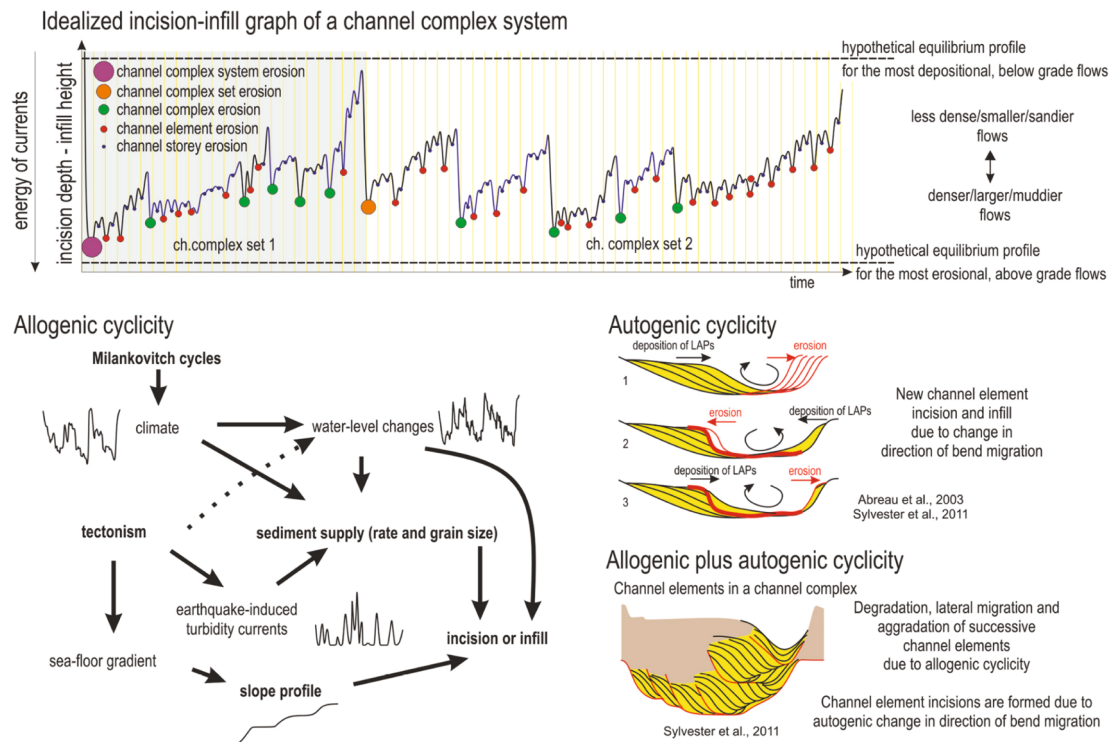 Idealized incision-infill graph of a channel complex system
energy of currents
incision depth - infill height
channel complex system erosion
channel complex set erosion
channel complex erosion
channel element erosion
channel storey erosion
ch.complex set 1
ch. complex set 2
time
hypothetical equilibrium profile
for the most depositional, below grade flows
less dense/smaller/sandier
flows
denser/larger/muddier
flows
hypothetical equilibrium profile
for the most erosional, above grade flows
Allogenic cyclicity
Milankovitch cycles
climate
water-level changes
tectonism
sediment supply (rate and grain size)
earthquake-induced
turbidity currents
incision or infill
sea-floor gradient
slope profile
Autogenic cyclicity
deposition of LAPs
erosion
1
erosion
deposition of LAPs
2
deposition of LAPs
erosion
3
New channel element
incision and infill
due to change in
direction of bend migration
Abreau et al., 2003
Sylvester et al., 2011
Allogenic plus autogenic cyclicity
Channel elements in a channel complex
Degradation, lateral migration and
aggradation of successive
channel elements
due to allogenic cyclicity
Channel element incisions are formed due to
autogenic change in direction of bend migration
Sylvester et al., 2011